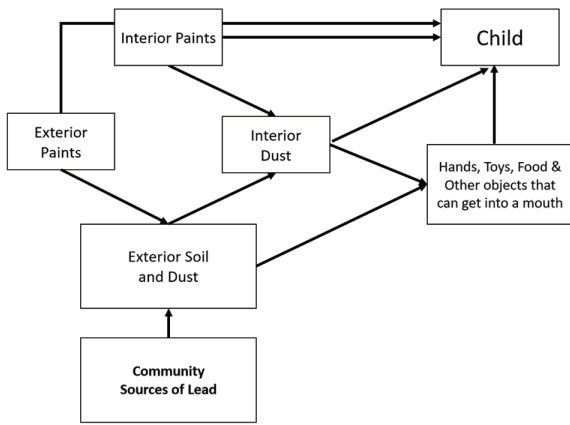 Interior Paints
Child
Exterior
Paints
Interior
Dust
Hands, Toys, Food &
Other objects that
can get into a mouth
Exterior Soil
and Dust
Community
Sources of Lead